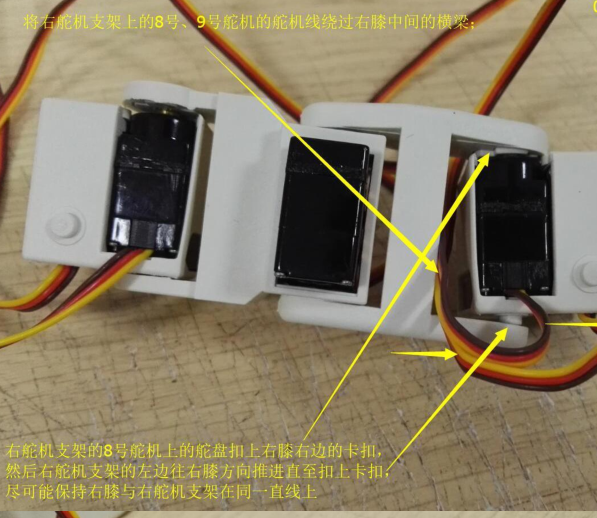 将右舵机支架上的8号、9号舵机的舵机线绕过右膝中间的横梁；
右舵机支架的8号舵机上的舵盘扣上右膝右边的卡扣，
然后右舵机支架的左边往右膝方向推进直至扣上卡扣，
尽可能保持右膝与右舵机支架在同一直线上